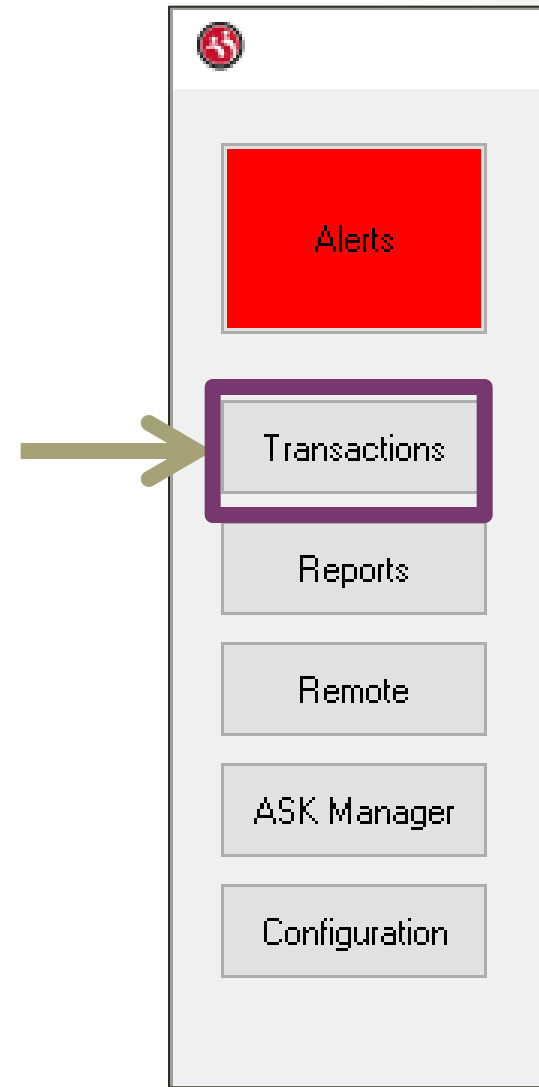 Alerts
Transactions
Reports
Remote
ASK Manager
Configuration